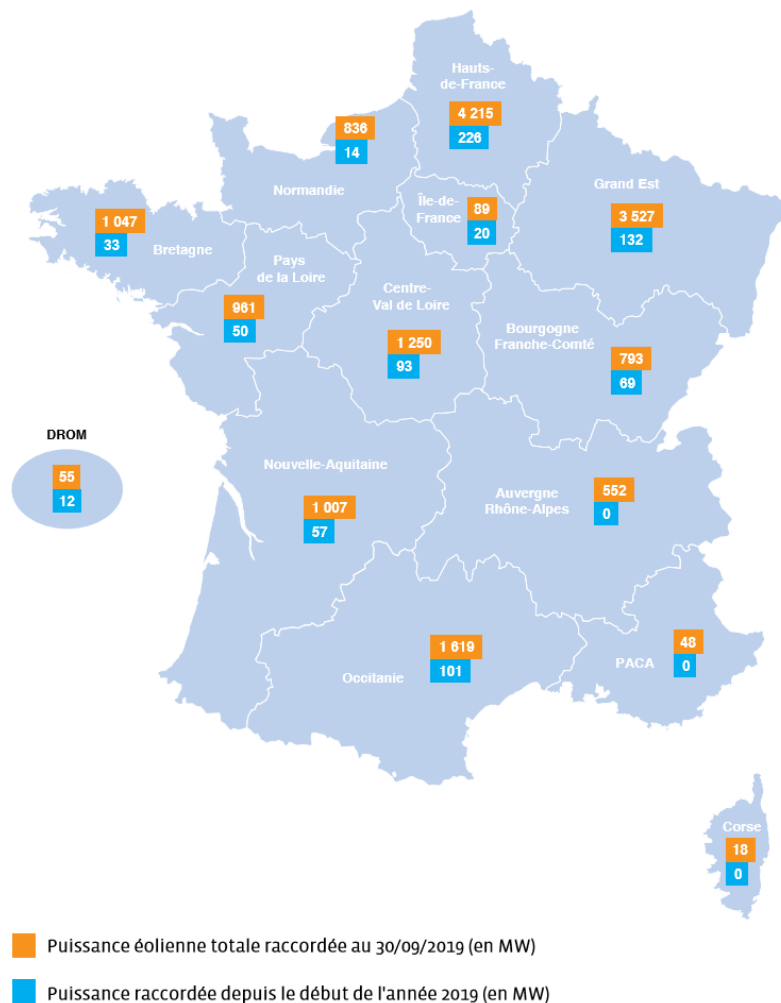 Hauts-
de-France
4 215
226
836
14
Normandie
Île-de-
France
89
20
Grand Est
3 527
132
1 047
33
Bretagne
Pays
de la Loire
961
50
Centre-
Val de Loire
1 250
93
Bourgogne
Franche-Comté
793
69
DROM
55
12
Nouvelle-Aquitaine
1 007
57
Auvergne
Rhône-Alpes
552
0
Occitanie
1 619
101
PACA
48
0
Corse
18
0
Puissance éolienne totale raccordée au 30/09/2019 (en MW)
Puissance raccordée depuis le début de l'année 2019 (en MW)